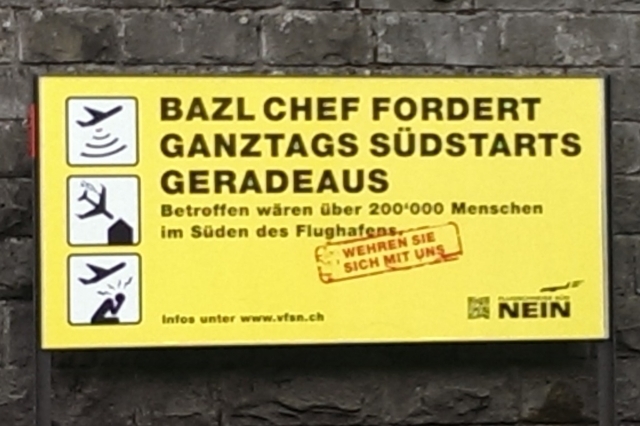 BAZL CHEF FORDERT
GANZTAGS SÜDSTARTS
GERADEAUS
Betroffen wären über 200'000 Menschen
im Süden des Flughafens.
WEHREN SIE
SICH MIT UNS
Infos unter www.vfsn.ch
NEIN